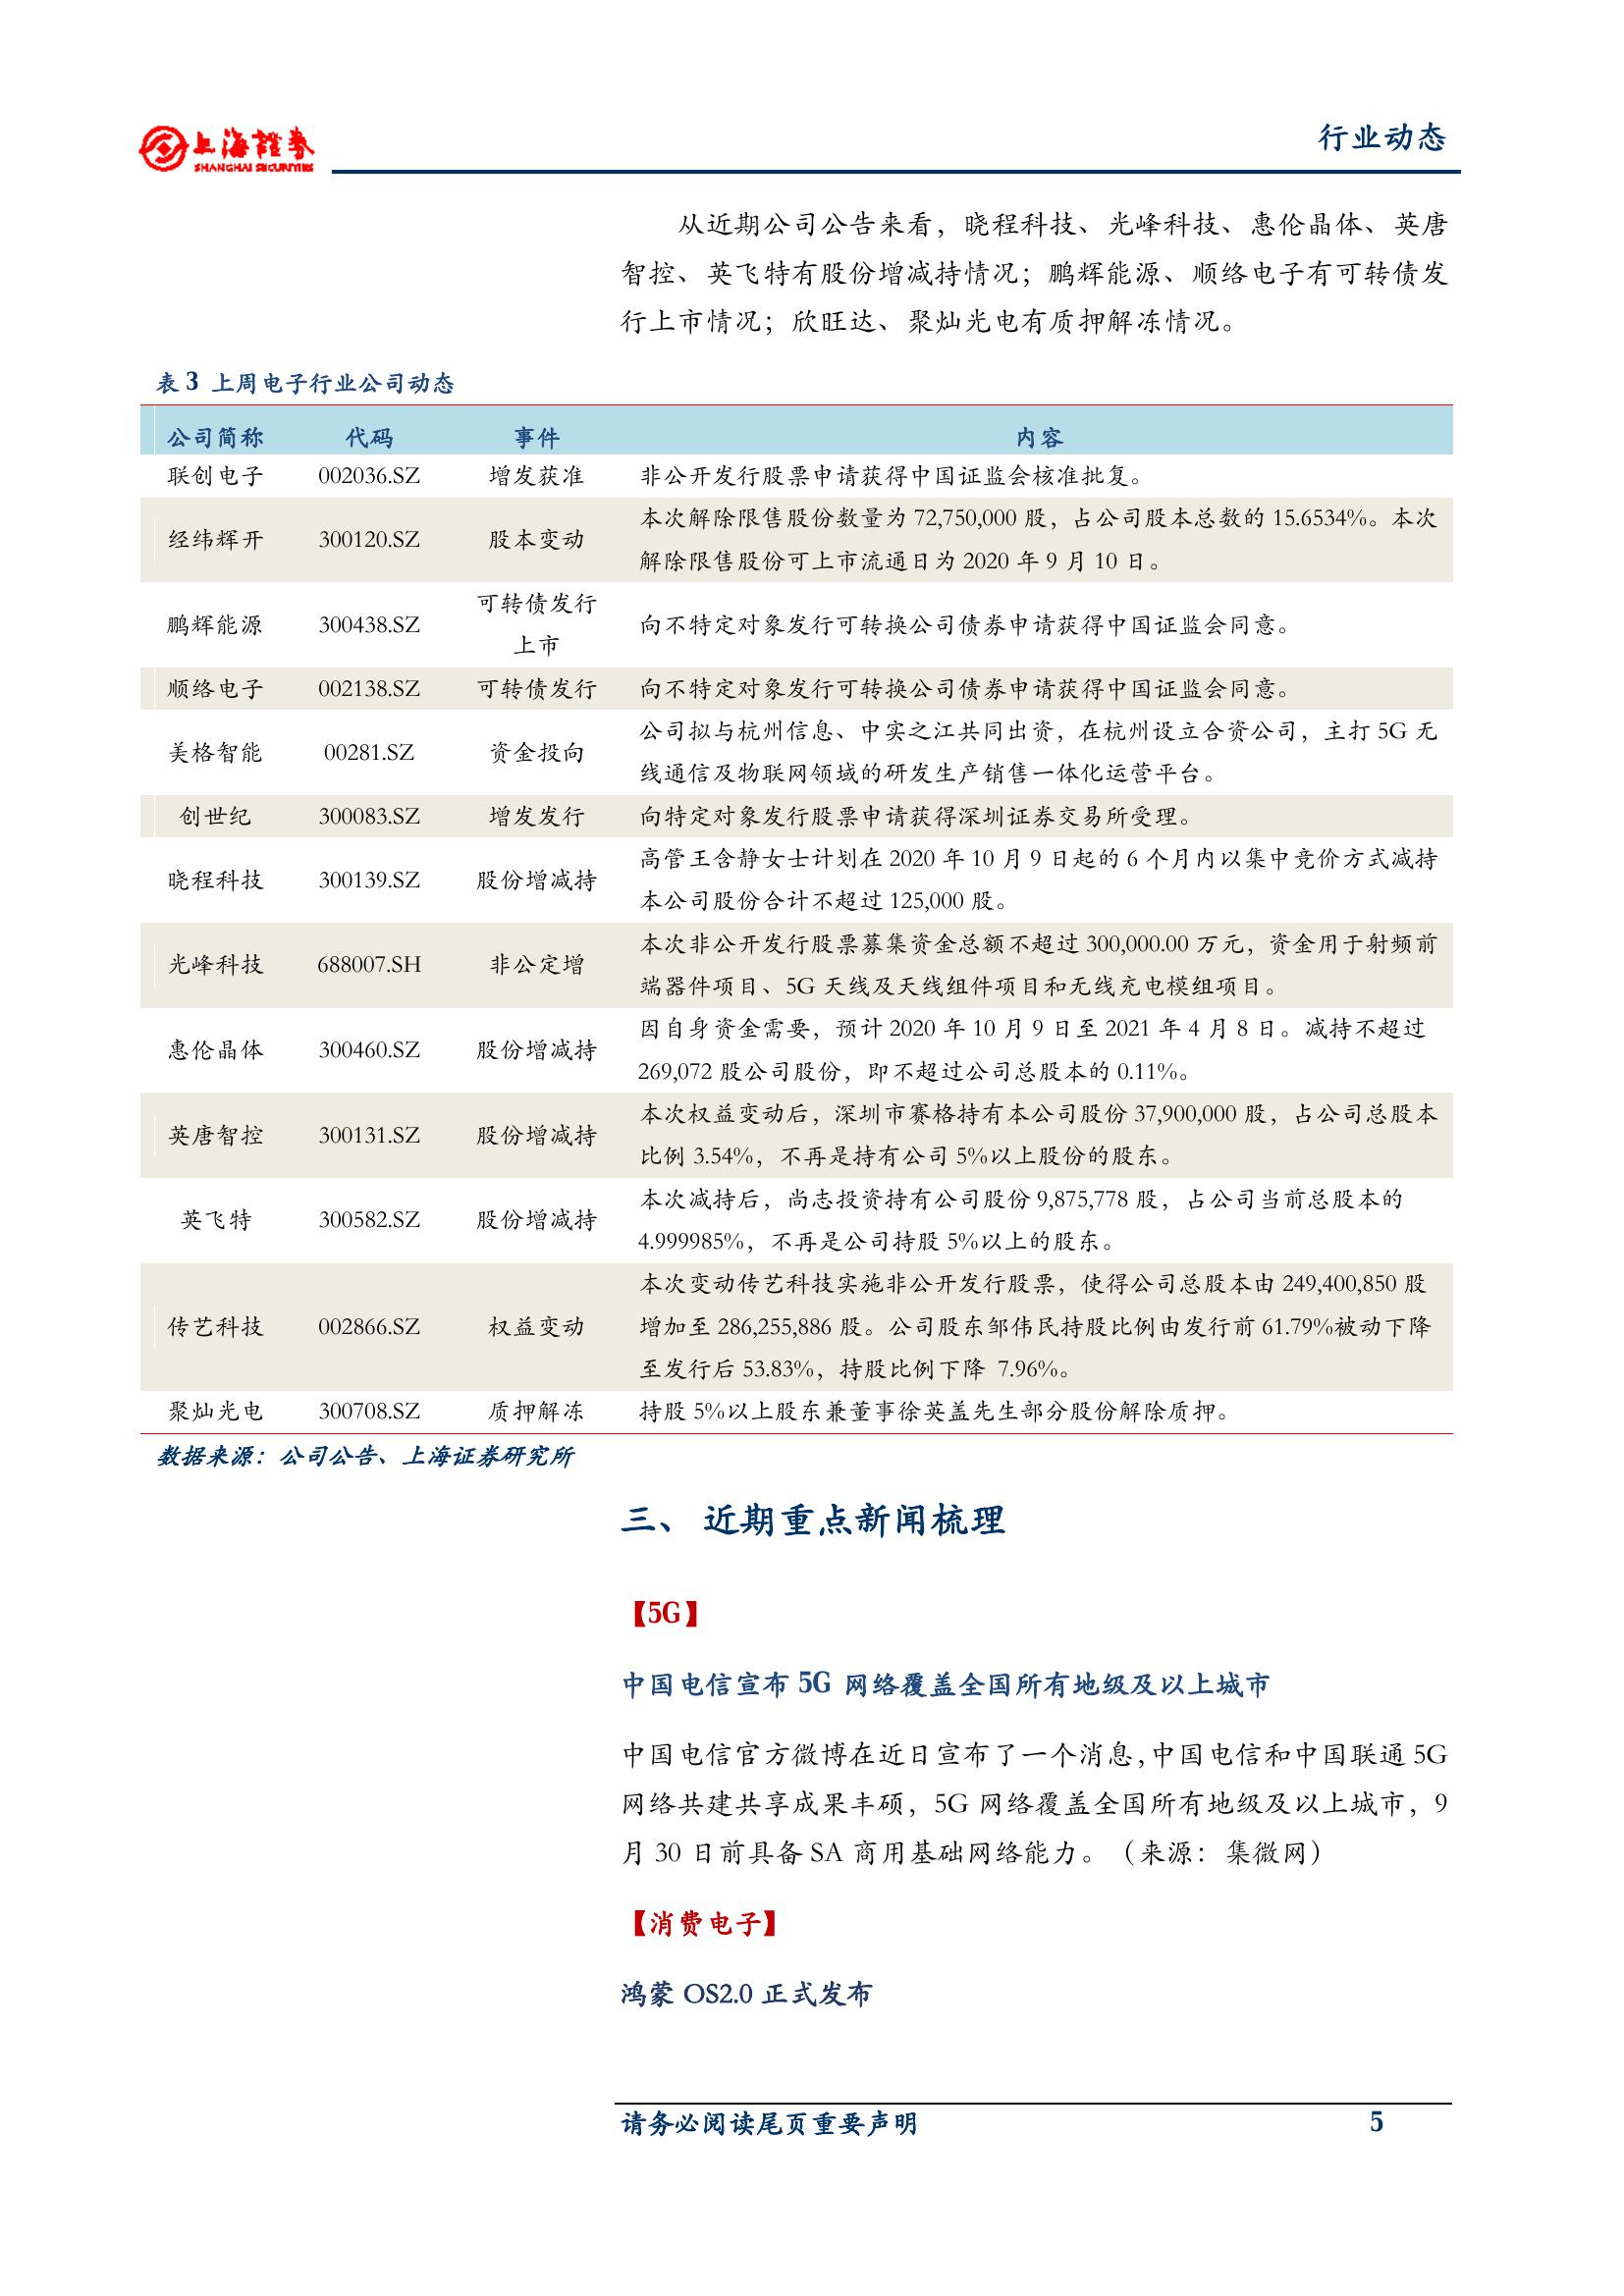 上海證券
SHANGHAI SECURITIES
行业动态
从近期公司公告来看，晓程科技、光峰科技、惠伦晶体、英唐
智控、英飞特有股份增减持情况；鹏辉能源、顺络电子有可转债发
行上市情况；欣旺达、聚灿光电有质押解冻情况。
表 3 上周电子行业公司动态
公司简称 代码 事件 内容
联创电子 002036.SZ 增发获准 非公开发行股票申请获得中国证监会核准批复。
经纬辉开 300120.SZ 股本变动 本次解除限售股份数量为 72,750,000 股，占公司股本总数的 15.6534%。本次
解除限售股份可上市流通日为 2020 年 9 月 10 日。
鹏辉能源 300438.SZ 可转债发行
上市 向不特定对象发行可转换公司债券申请获得中国证监会同意。
顺络电子 002138.SZ 可转债发行 向不特定对象发行可转换公司债券申请获得中国证监会同意。
美格智能 00281.SZ 资金投向 公司拟与杭州信息、中实之江共同出资，在杭州设立合资公司，主打 5G 无
线通信及物联网领域的研发生产销售一体化运营平台。
创世纪 300083.SZ 增发发行 向特定对象发行股票申请获得深圳证券交易所受理。
晓程科技 300139.SZ 股份增减持 高管王含静女士计划在 2020 年 10 月 9 日起的 6 个月内以集中竞价方式减持
本公司股份合计不超过 125,000 股。
光峰科技 688007.SH 非公定增 本次非公开发行股票募集资金总额不超过 300,000.00 万元，资金用于射频前
端器件项目、5G 天线及天线组件项目和无线充电模组项目。
惠伦晶体 300460.SZ 股份增减持 因自身资金需要，预计 2020 年 10 月 9 日至 2021 年 4 月 8 日。减持不超过
269,072 股公司股份，即不超过公司总股本的 0.11%。
英唐智控 300131.SZ 股份增减持 本次权益变动后，深圳市赛格持有本公司股份 37,900,000 股，占公司总股本
比例 3.54%，不再是持有公司 5%以上股份的股东。
英飞特 300582.SZ 股份增减持 本次减持后，尚志投资持有公司股份 9,875,778 股，占公司当前总股本的
4.999985%，不再是公司持股 5%以上的股东。
传艺科技 002866.SZ 权益变动 本次变动传艺科技实施非公开发行股票，使得公司总股本由 249,400,850 股
增加至 286,255,886 股。公司股东邹伟民持股比例由发行前 61.79%被动下降
至发行后 53.83%，持股比例下降 7.96%。
聚灿光电 300708.SZ 质押解冻 持股 5%以上股东兼董事徐英盖先生部分股份解除质押。
数据来源：公司公告、上海证券研究所
三、 近期重点新闻梳理
【5G】
中国电信宣布 5G 网络覆盖全国所有地级及以上城市
中国电信官方微博在近日宣布了一个消息，中国电信和中国联通 5G
网络共建共享成果丰硕，5G 网络覆盖全国所有地级及以上城市，9
月 30 日前具备 SA 商用基础网络能力。（来源：集微网）
【消费电子】
鸿蒙 OS2.0 正式发布
请务必阅读尾页重要声明 5